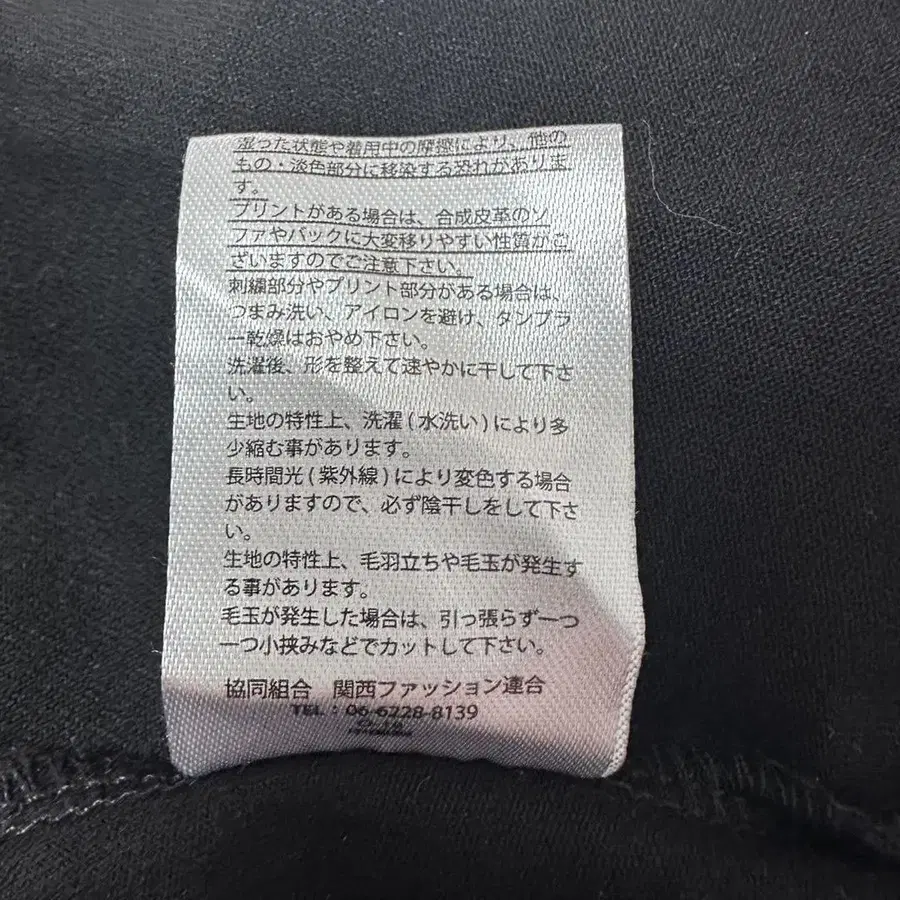 湿った状態や着用中の摩擦により、他の
もの・淡色部分に移染する恐れがありま
す。
プリントがある場合は、合成皮革のソ
ファやバックに大変移りやすい性質がご
ざいますのでご注意下さい。
刺繍部分やプリント部分がある場合は、
つまみ洗い、アイロンを避け、タンブラ
ー乾燥はおやめ下さい。
洗濯後、形を整えて速やかに干して下さ
い。
生地の特性上、洗濯(水洗い)により多
少縮む事があります。
長時間光(紫外線)により変色する場合
がありますので、必ず陰干しをして下さ
い。
生地の特性上、毛羽立ちや毛玉が発生す
る事があります。
毛玉が発生した場合は、引っ張らず一つ
一つ小挟みなどでカットして下さい。
協同組合 関西ファッション連合
TEL：06-6228-8139